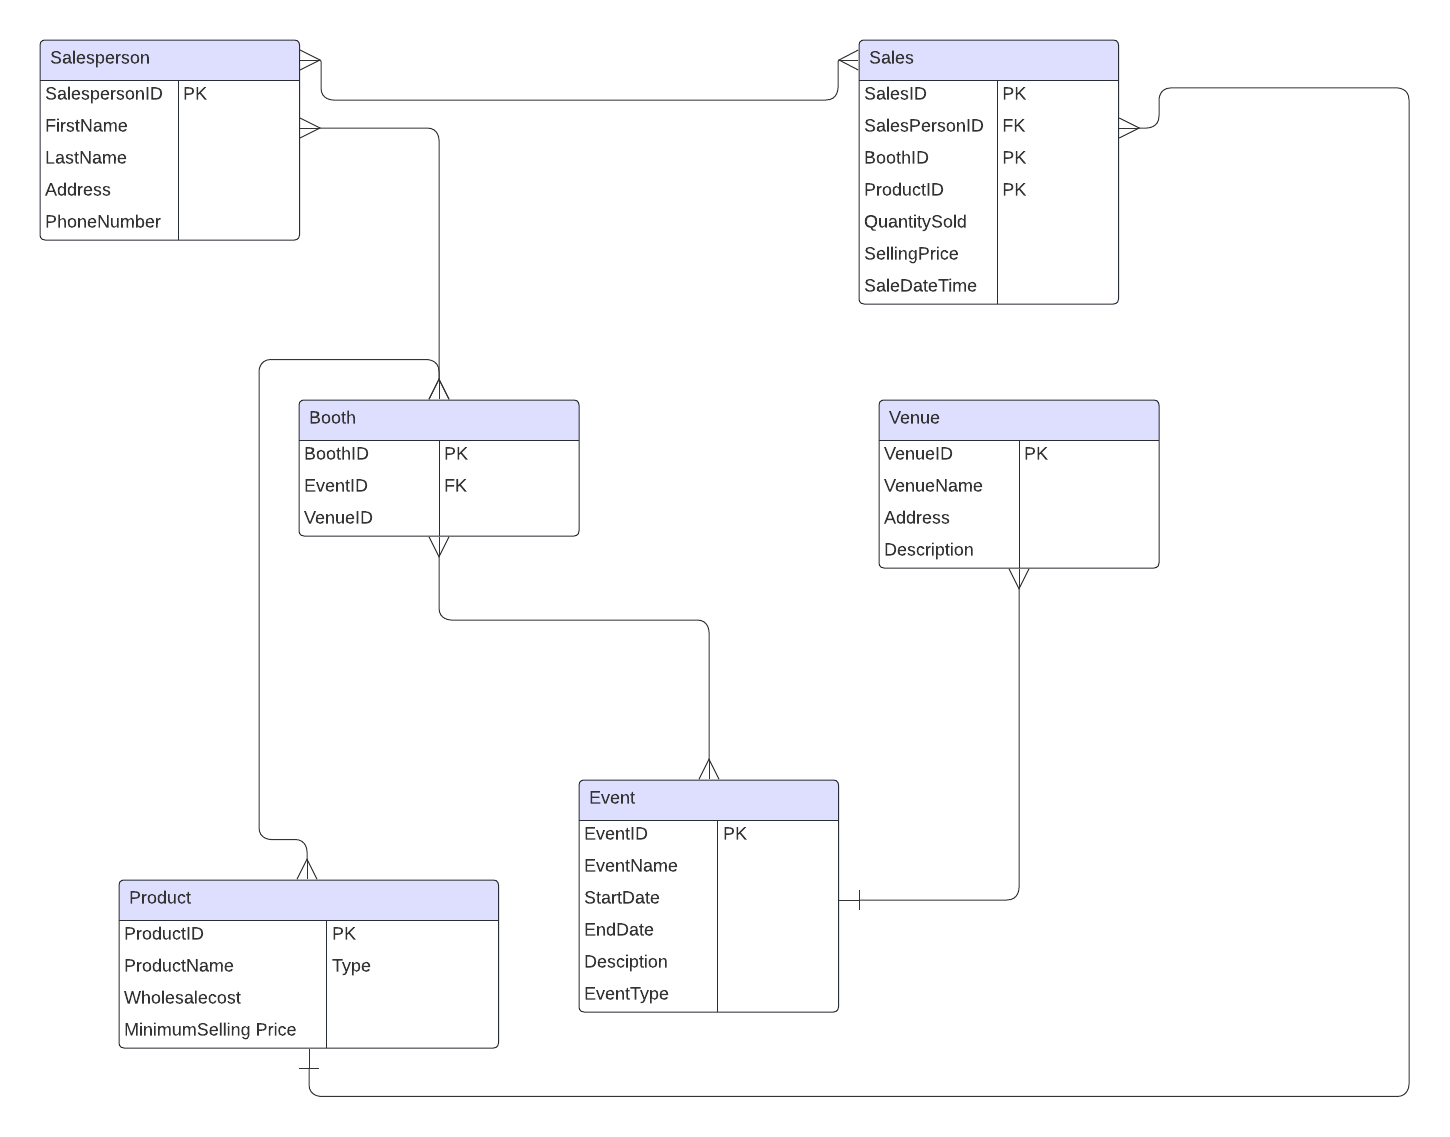 Salesperson
SalespersonID PK
FirstName
LastName
Address
PhoneNumber
Sales
SalesID PK
SalesPersonID FK
BoothID PK
ProductID PK
QuantitySold
SellingPrice
SaleDateTime
Booth
BoothID PK
EventID FK
VenueID
Venue
VenueID PK
VenueName
Address
Description
Event
EventID PK
EventName
StartDate
EndDate
Desciption
EventType
Product
ProductID PK
ProductName Type
Wholesalecost
MinimumSelling Price